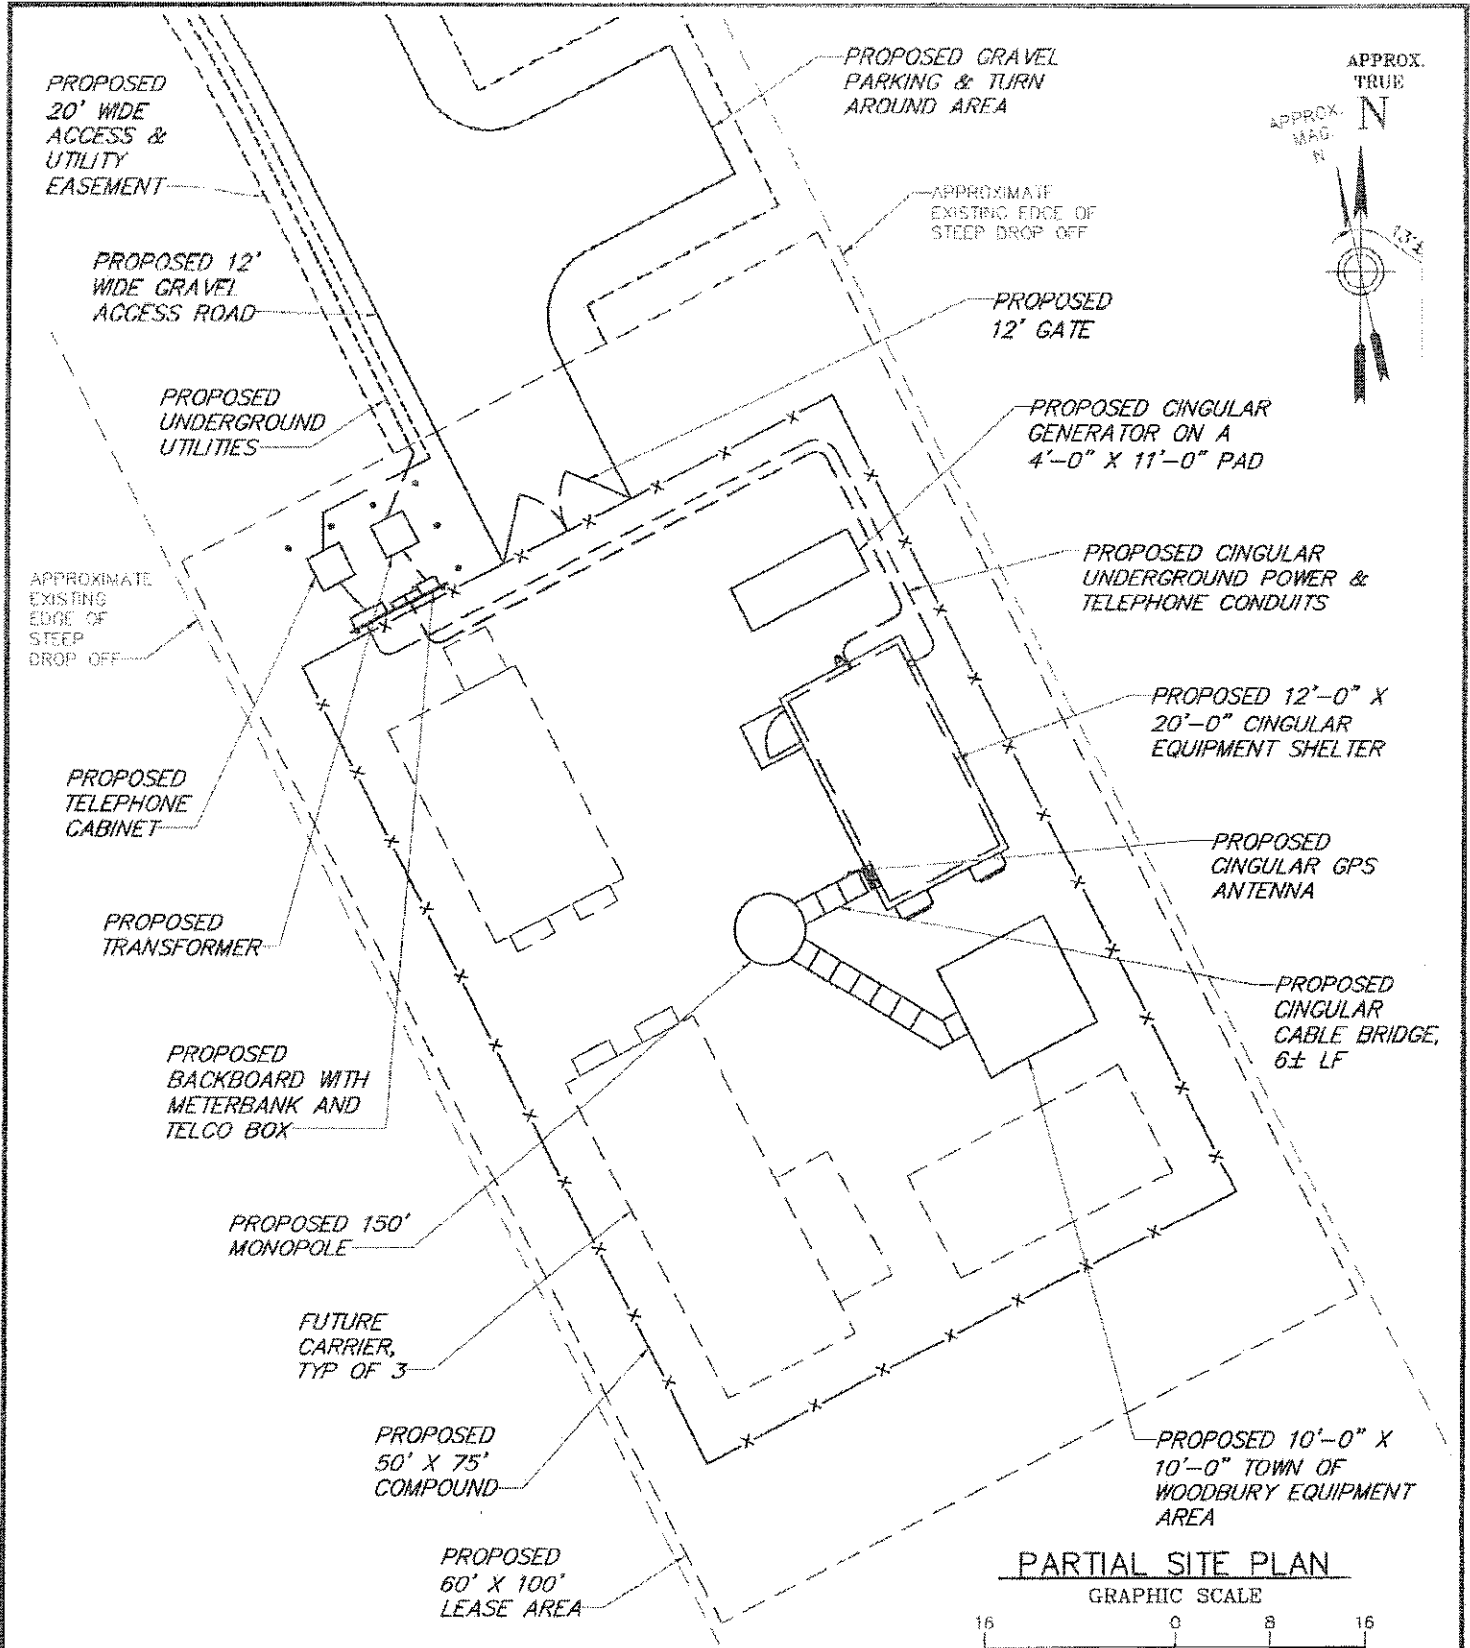 PROPOSED
20' WIDE
ACCESS &
UTILITY
EASEMENT
PROPOSED GRAVEL
PARKING & TURN
AROUND AREA
APPROX.
TRUE
N
APPROX.
MAG.
N
APPROXIMATE
EXISTING EDGE OF
STEEP DROP OFF
PROPOSED 12'
WIDE GRAVEL
ACCESS ROAD
PROPOSED
12' GATE
PROPOSED
UNDERGROUND
UTILITIES
PROPOSED CINGULAR
GENERATOR ON A
4'-0" X 11'-0" PAD
PROPOSED CINGULAR
UNDERGROUND POWER &
TELEPHONE CONDUITS
APPROXIMATE
EXISTING
EDGE OF
STEEP
DROP OFF
PROPOSED 12'-0" X
20'-0" CINGULAR
EQUIPMENT SHELTER
PROPOSED
TELEPHONE
CABINET
PROPOSED
CINGULAR GPS
ANTENNA
PROPOSED
TRANSFORMER
PROPOSED
CINGULAR
CABLE BRIDGE,
6± LF
PROPOSED
BACKBOARD WITH
METERBANK AND
TELCO BOX
PROPOSED 150'
MONOPOLE
FUTURE
CARRIER,
TYP OF 3
PROPOSED
50' X 75'
COMPOUND
PROPOSED 10'-0" X
10'-0" TOWN OF
WOODBURY EQUIPMENT
AREA
PROPOSED
60' X 100'
LEASE AREA
PARTIAL SITE PLAN
GRAPHIC SCALE
16 0 8 16